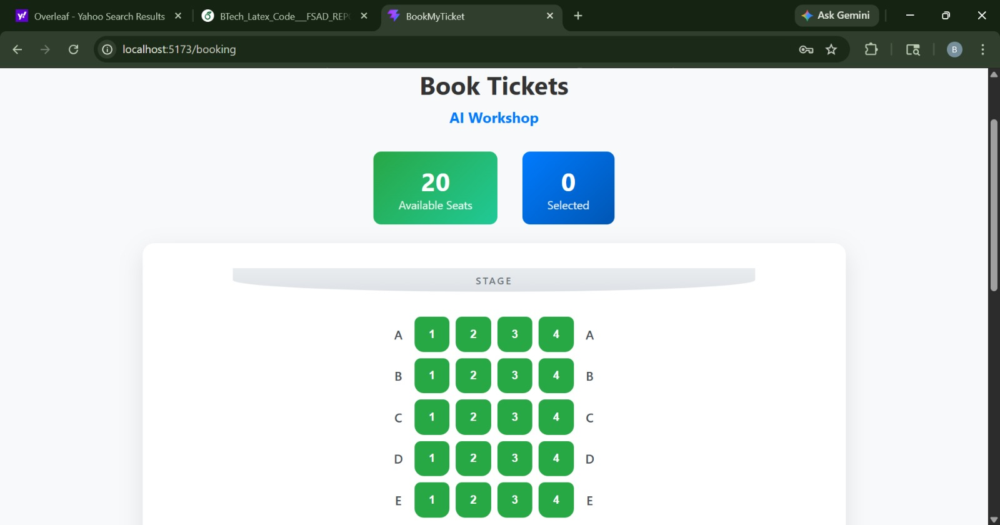 Overleaf - Yahoo Search Results
BTech_Latex_Code__FSAD_REP
BookMyTicket
Ask Gemini
localhost:5173/booking
B
Book Tickets
AI Workshop
20
Available Seats
0
Selected
STAGE
A 1 2 3 4 A
B 1 2 3 4 B
C 1 2 3 4 C
D 1 2 3 4 D
E 1 2 3 4 E